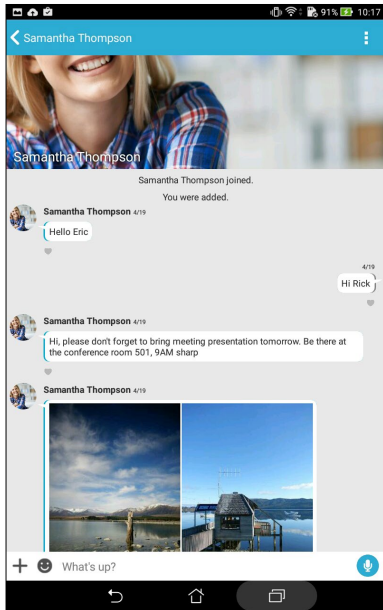 91% 10:17
Samantha Thompson
Samantha Thompson
Samantha Thompson joined.
You were added.
Samantha Thompson 4/19
Hello Eric
4/19
Hi Rick
Samantha Thompson 4/19
Hi, please don't forget to bring meeting presentation tomorrow. Be there at
the conference room 501, 9AM sharp
Samantha Thompson 4/19
What's up?